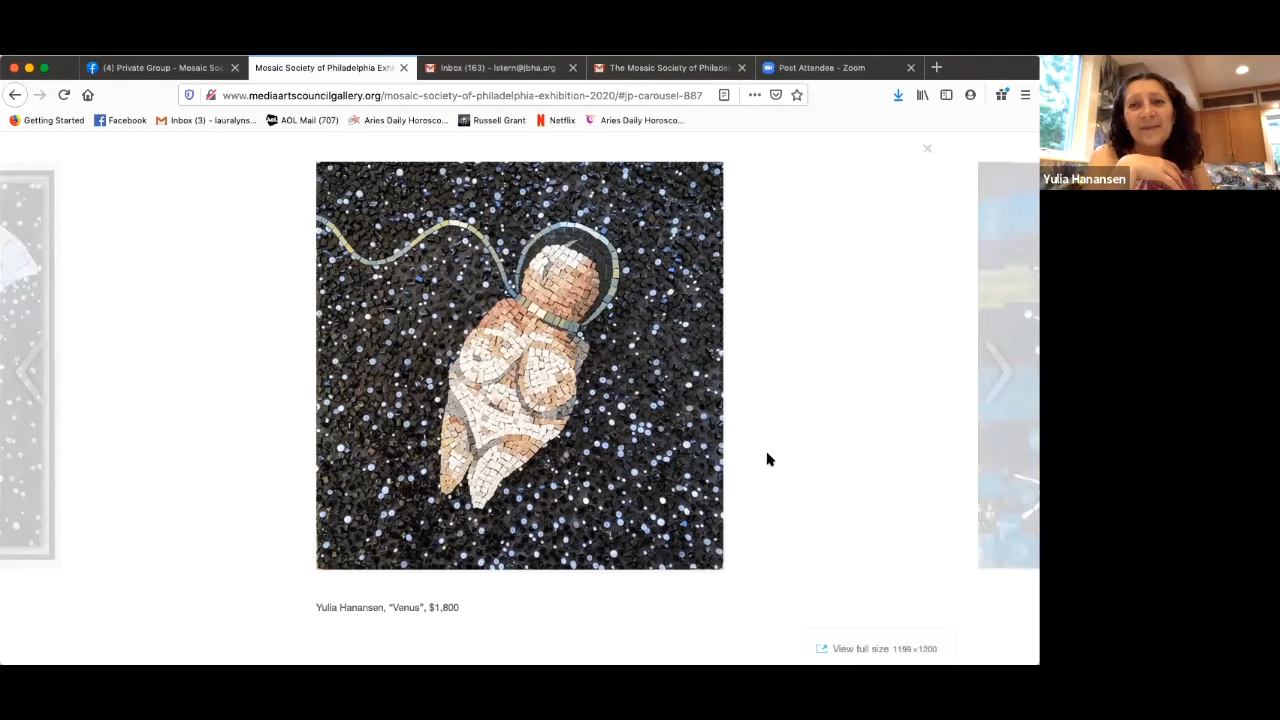 (4) Private Group - Mosaic Soc
Mosaic Society of Philadelphia Exhi
Inbox (163) - lstern@jbha.org
The Mosaic Society of Philadel
Post Attendee - Zoom
www.mediaartscouncilgallery.org/mosaic-society-of-philadelphia-exhibition-2020/#jp-carousel-887
Getting Started
Facebook
Inbox (3) - lauralyns...
AOL Mail (707)
Aries Daily Horosco...
Russell Grant
Netflix
Aries Daily Horosco...
Yulia Hanansen
Yulia Hanansen, “Venus”, $1,800
View full size 1199×1200